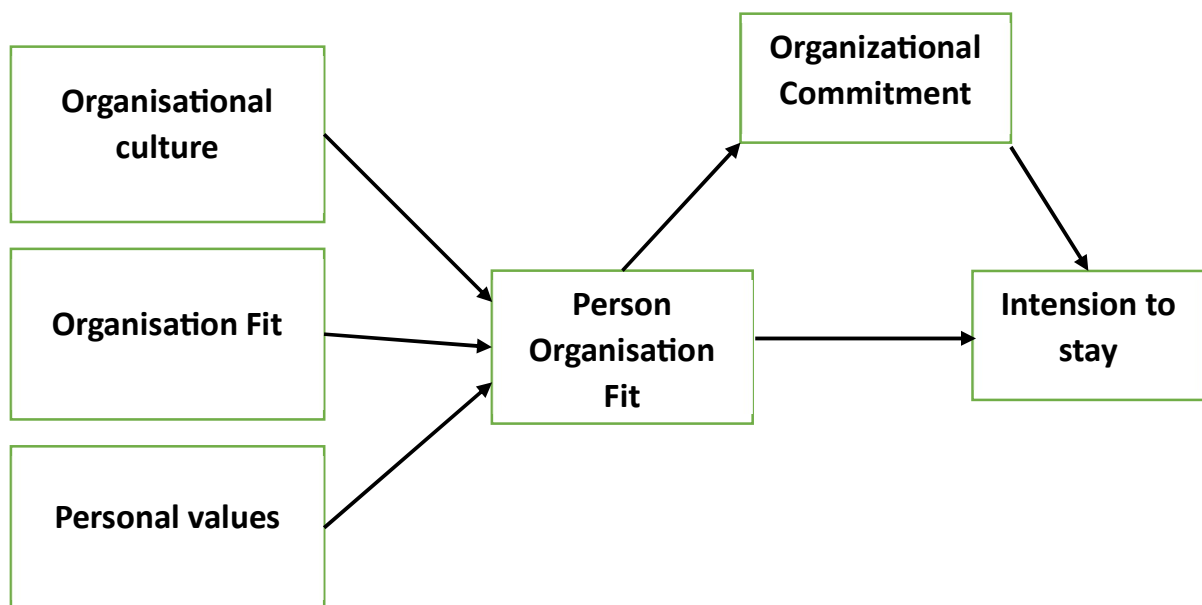 Organisational
culture
Organisation Fit
Personal values
Person
Organisation
Fit
Organizational
Commitment
Intension to
stay